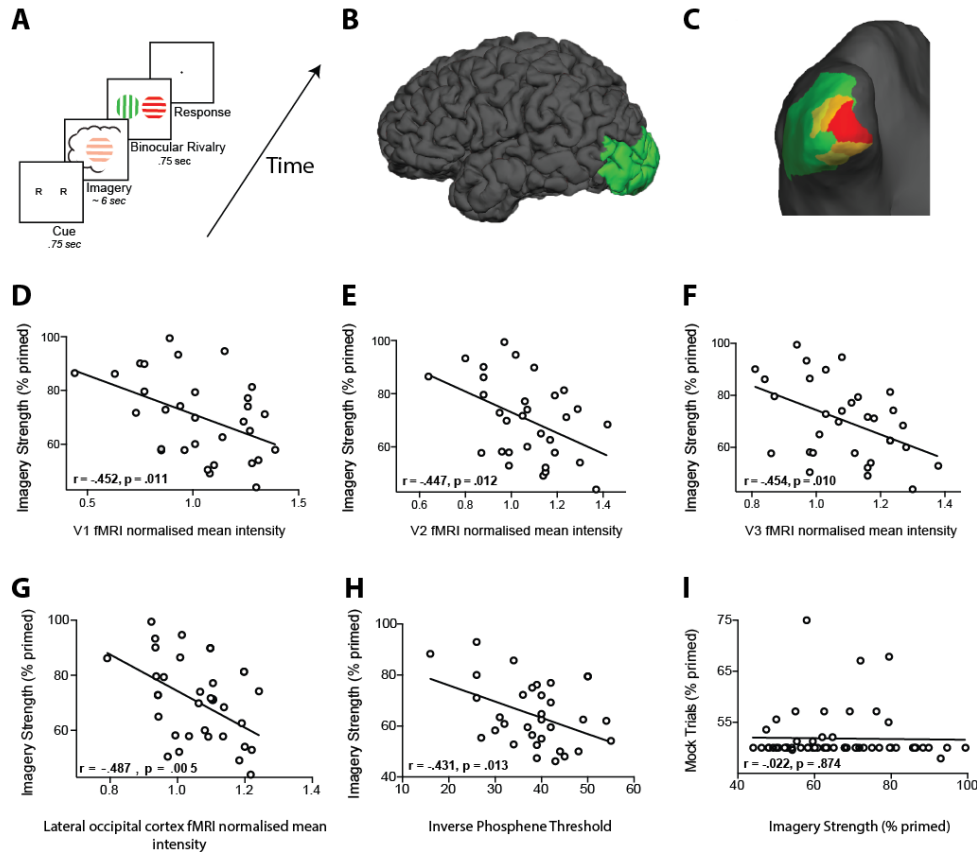 A
B
C
R R
Cue
.75 sec
Imagery
~ 6 sec
Binocular Rivalry
.75 sec
Response
Time
D
E
F
Imagery Strength (% primed)
100
80
60
0.5
1.0
1.5
r = -.452, p = .011
V1 fMRI normalised mean intensity
Imagery Strength (% primed)
100
80
60
0.6
0.8
1.0
1.2
1.4
r = -.447, p = .012
V2 fMRI normalised mean intensity
Imagery Strength (% primed)
100
80
60
0.8
1.0
1.2
1.4
r = -.454, p = .010
V3 fMRI normalised mean intensity
G
H
I
Imagery Strength (% primed)
100
80
60
0.8
1.0
1.2
1.4
r = -.487 , p = .00 5
Lateral occipital cortex fMRI normalised mean
intensity
Imagery Strength (% primed)
100
80
60
40
10
20
30
40
50
60
r = -.431, p = .013
Inverse Phosphene Threshold
Mock Trials (% primed)
75
65
55
40
60
80
100
r = -.022, p = .874
Imagery Strength (% primed)